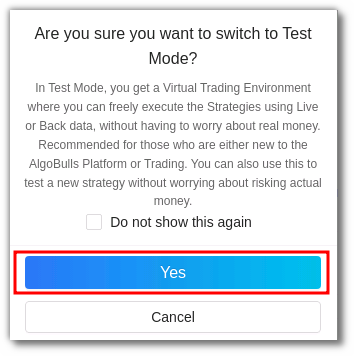 Are you sure you want to switch to Test
Mode?
In Test Mode, you get a Virtual Trading Environment
where you can freely execute the Strategies using Live
or Back data, without having to worry about real money.
Recommended for those who are either new to the
AlgoBulls Platform or Trading. You can also use this to
test a new strategy without worrying about risking actual
money.
Do not show this again
Yes
Cancel